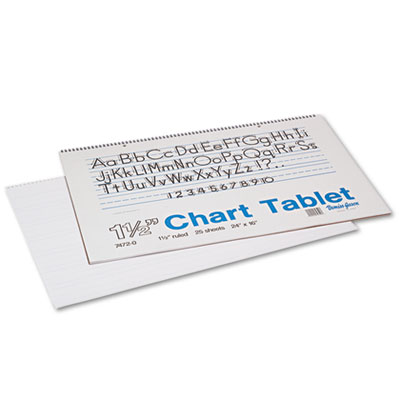 AaBbCcDdEeFfGgHhIi
JjKkLlMmNnOoPpQqRrSs
TtUuVvWwXxYyZz!?.,
1 2 3 4 5 6 7 8 9 10
1½" Chart Tablet
7472-0 1½" ruled 25 sheets 24" x 16"